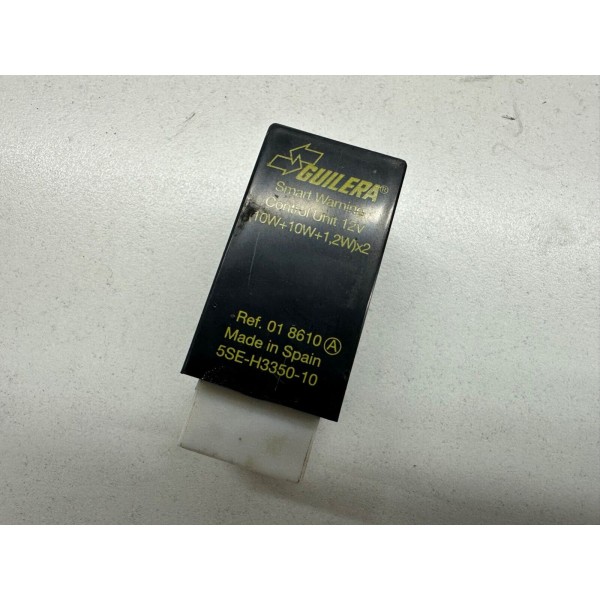 GUILERA®
Smart Warning
Control Unit 12V
(10W+10W+1,2W)x2
Ref. 01 8610 Ⓐ
Made in Spain
5SE-H3350-10